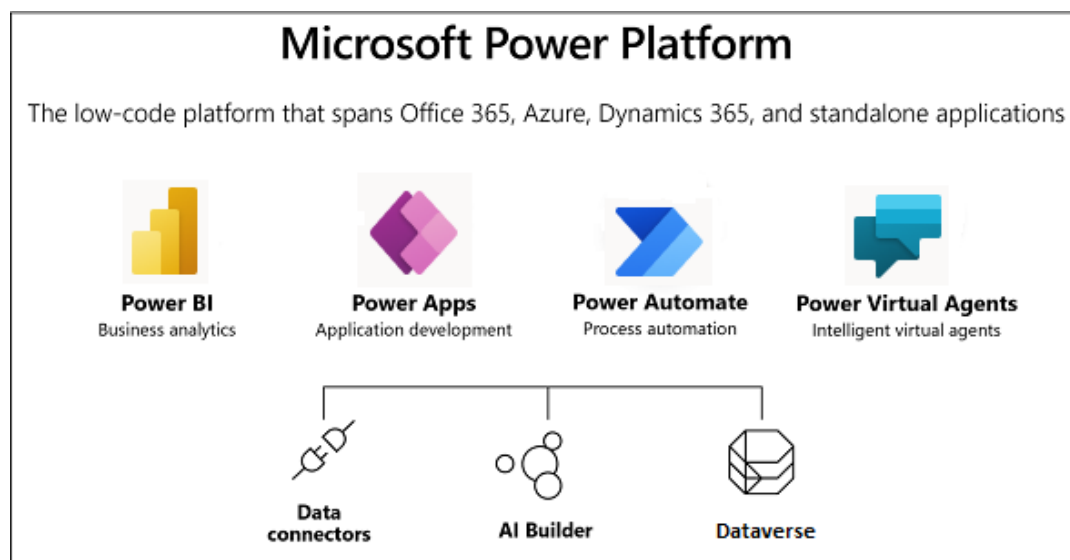 Microsoft Power Platform
The low-code platform that spans Office 365, Azure, Dynamics 365, and standalone applications
Power BI
Business analytics
Power Apps
Application development
Power Automate
Process automation
Power Virtual Agents
Intelligent virtual agents
Data
connectors
AI Builder
Dataverse